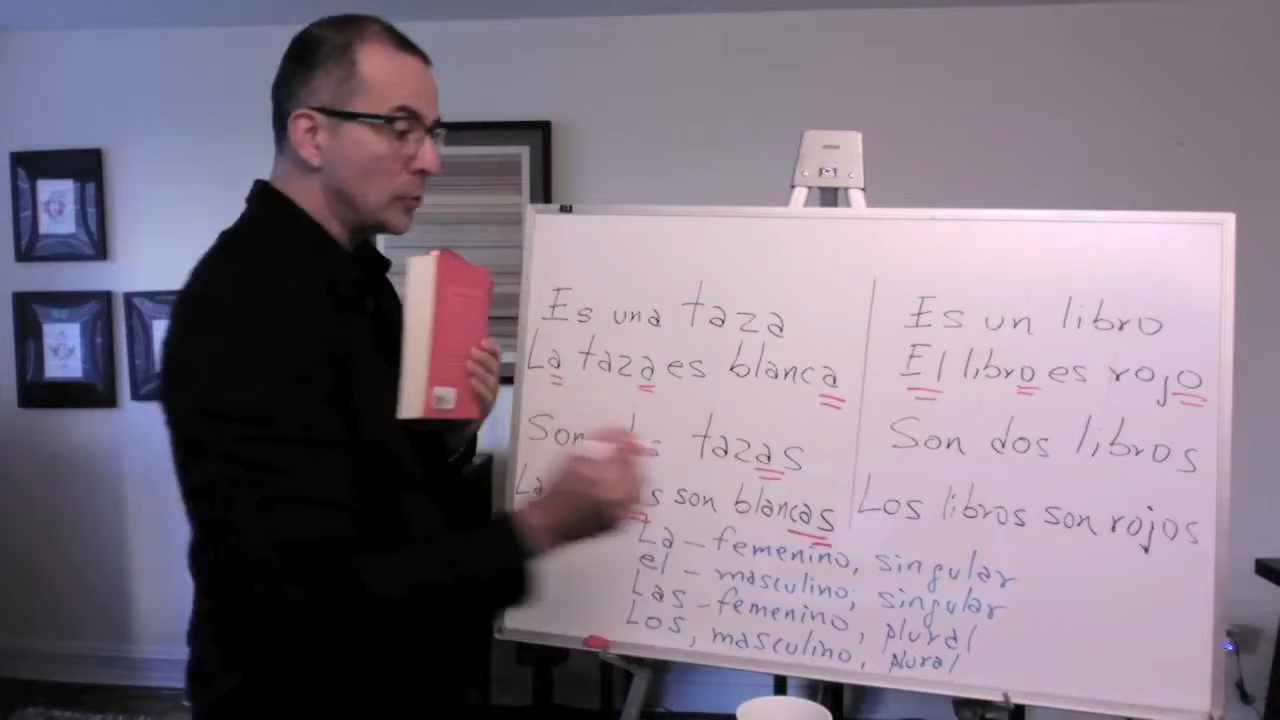 Es una taza
La taza es blanca
Son tazas
La son blancas
Es un libro
El libro es rojo
Son dos libros
Los libros son rojos
La - femenino, singular
el - masculino, singular
Las - femenino, plural
Los, masculino, plural